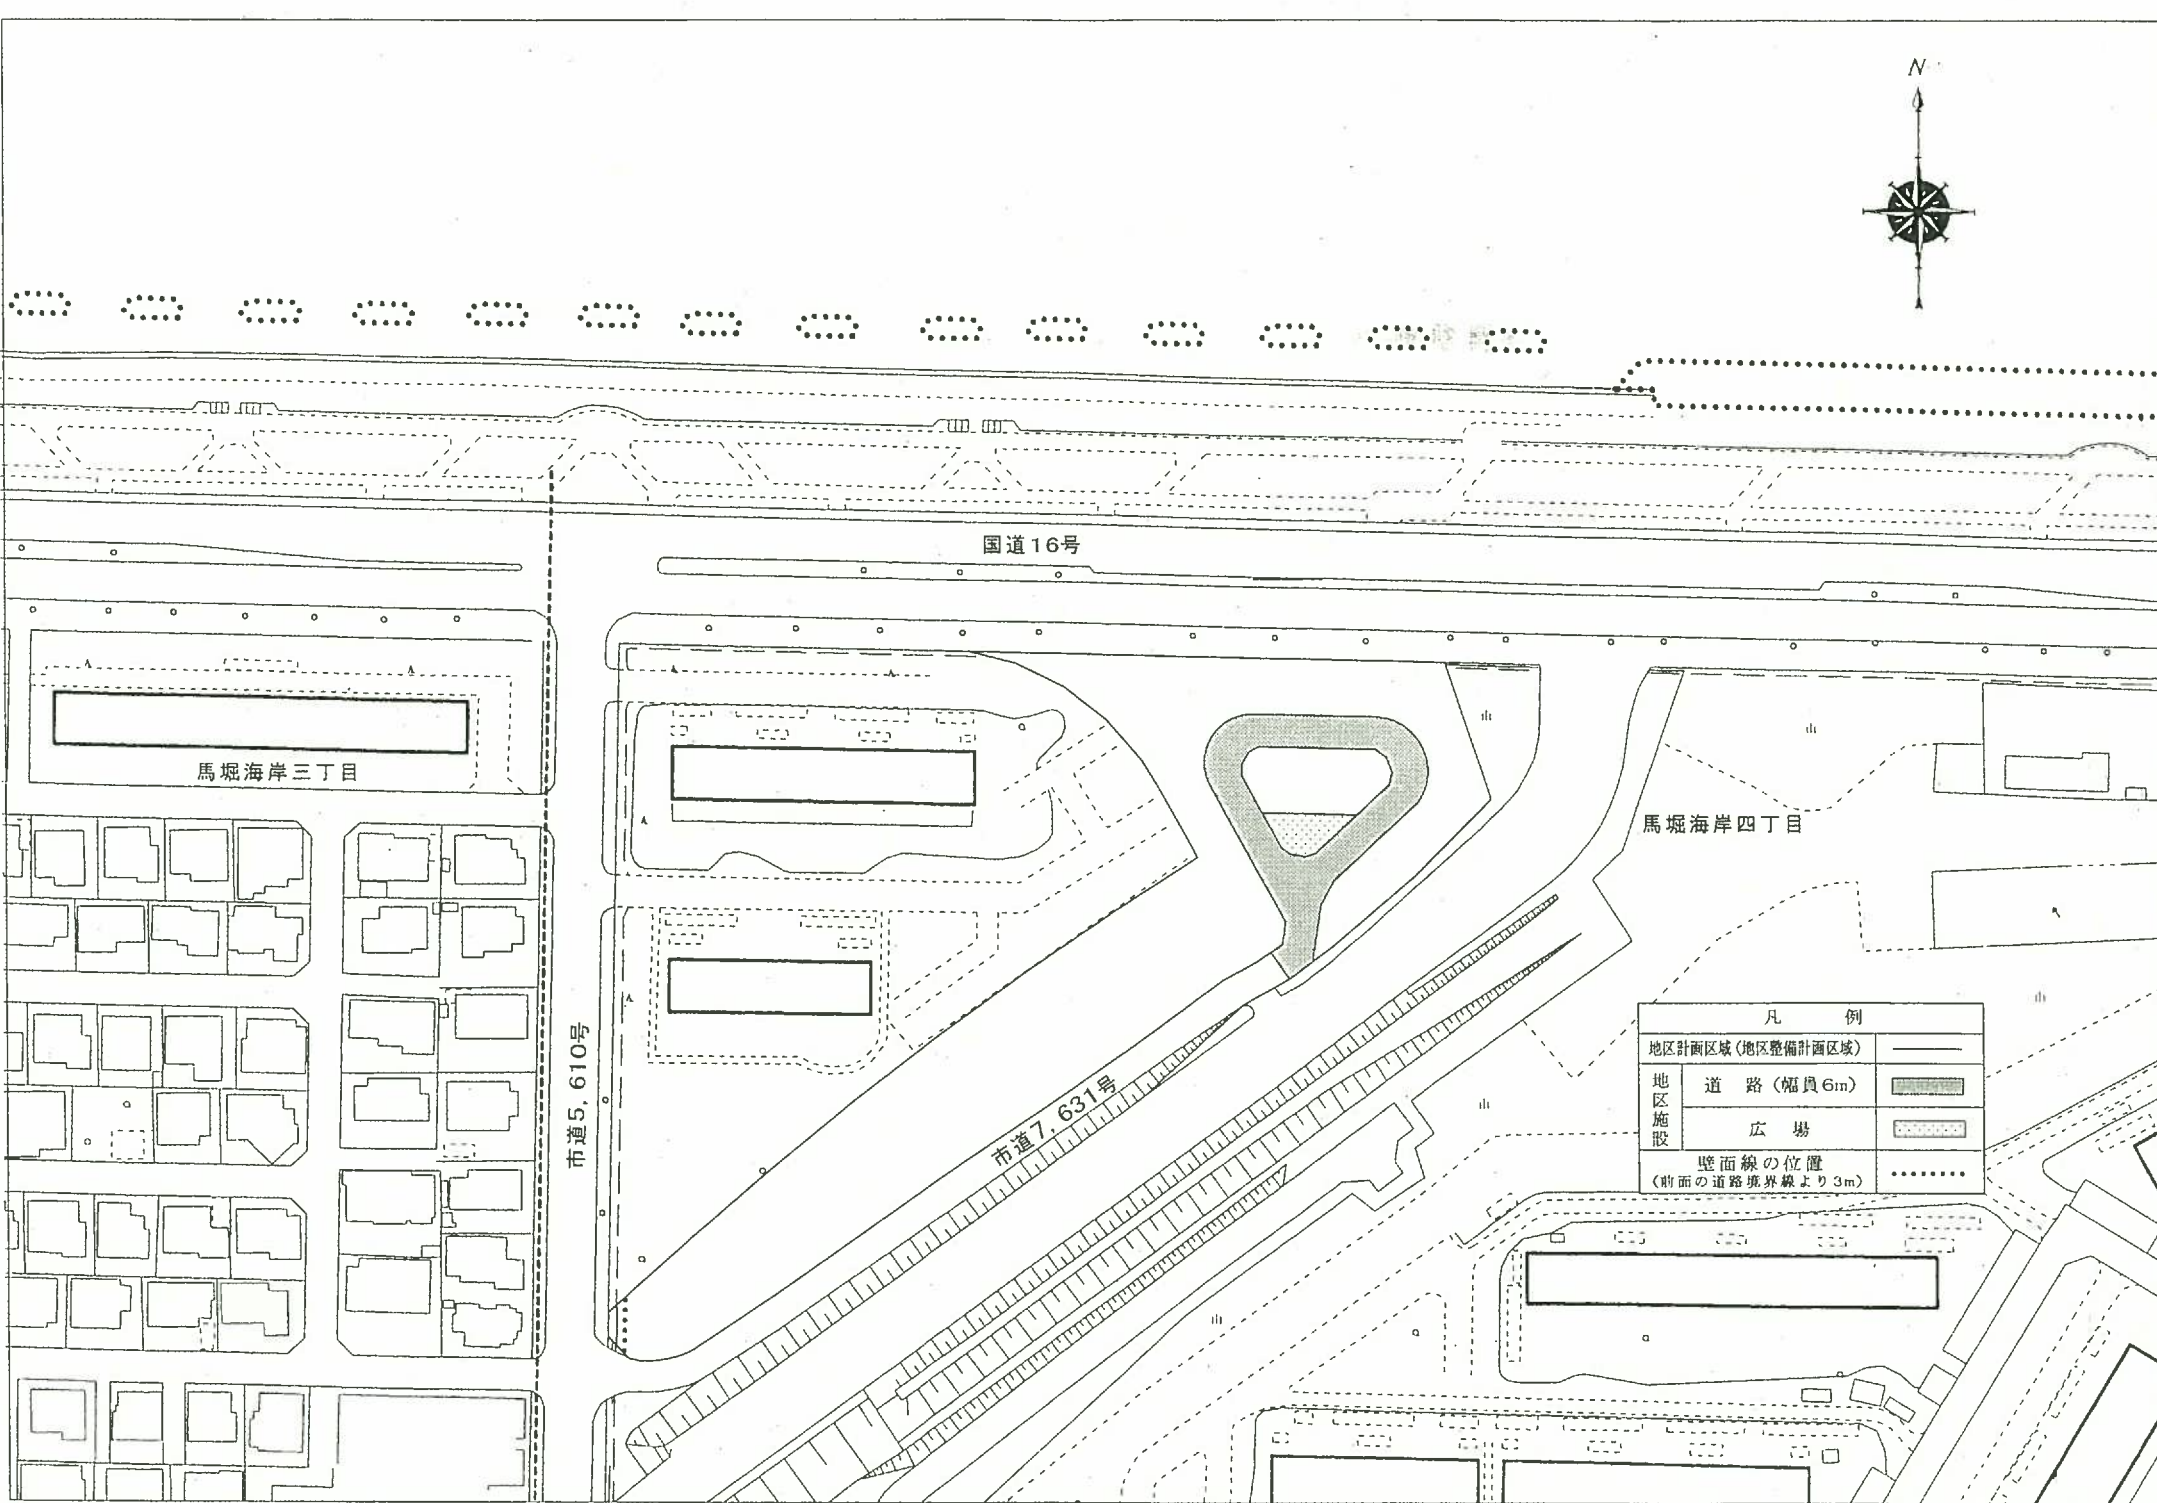 N
国道16号
馬堀海岸三丁目
馬堀海岸四丁目
市道5,610号
市道7,631号
凡 例
地区計画区域(地区整備計画区域)
地区施設
道 路(幅員6m)
広 場
壁面線の位置
(前面の道路境界線より3m)